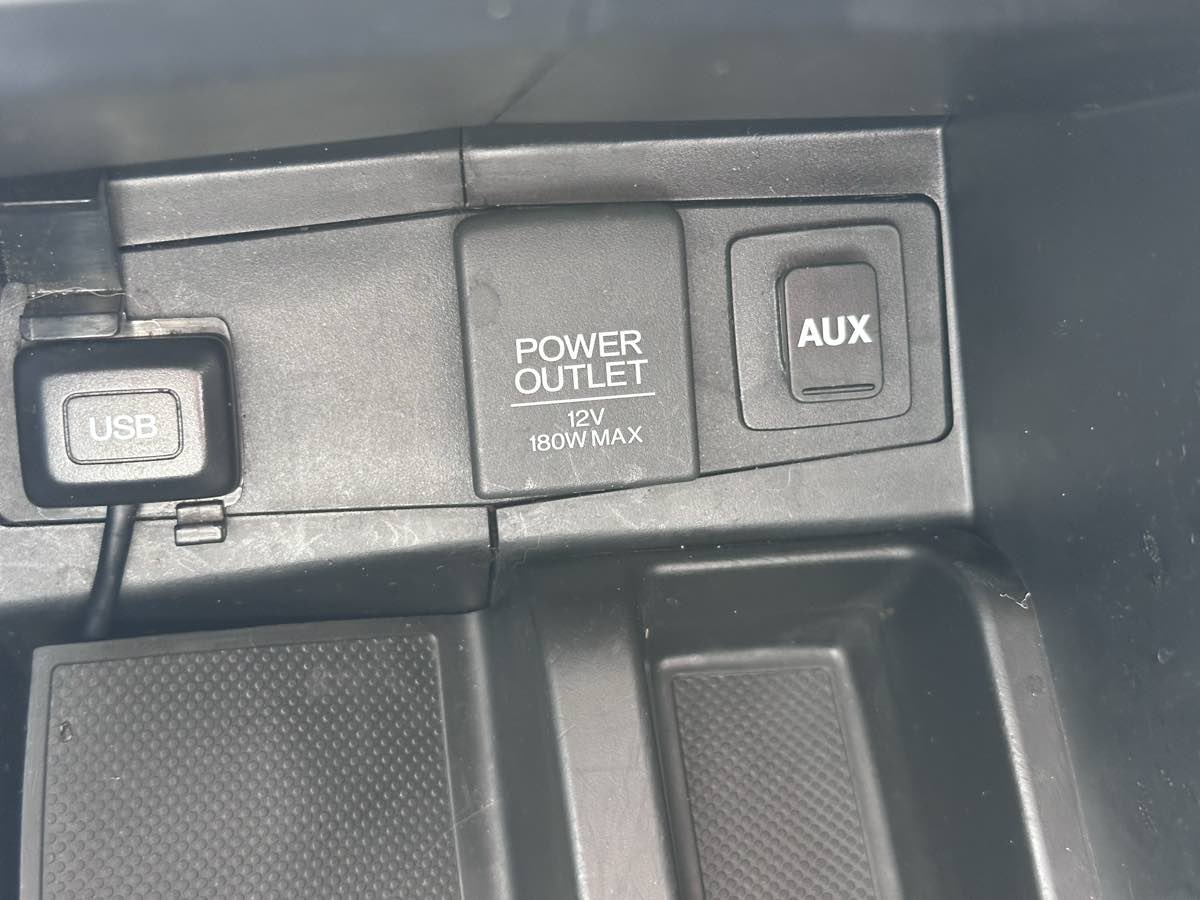 USB
POWER
OUTLET
12V
180W MAX
AUX